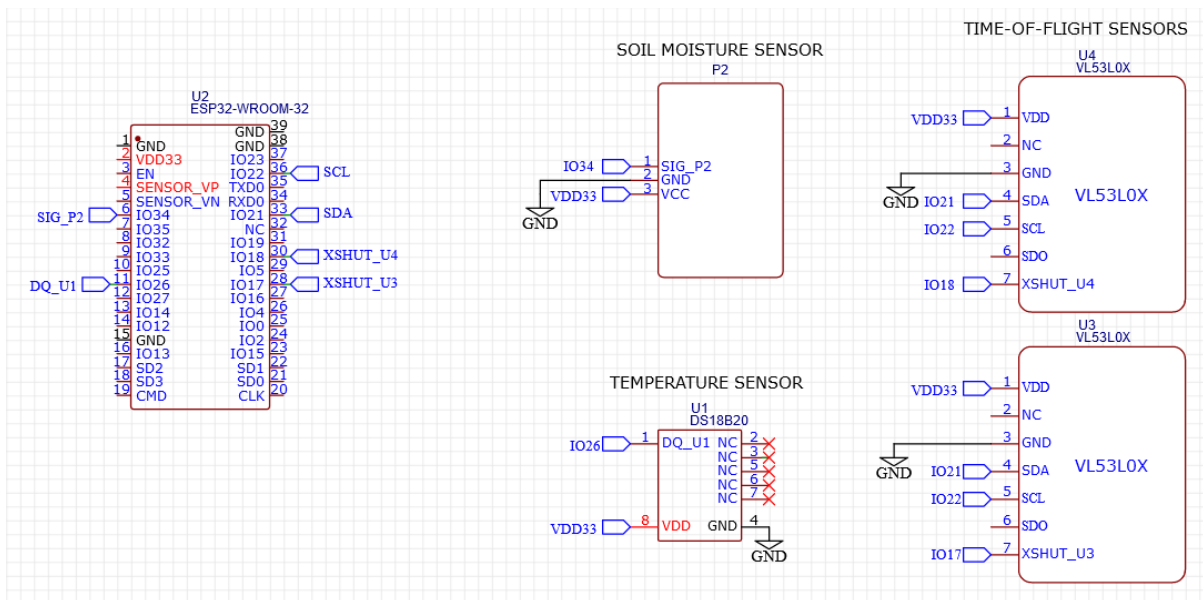 U2
ESP32-WROOM-32
1 GND
2 VDD33
3 EN
4 SENSOR_VP
5 SENSOR_VN
SIG_P2 6 IO34
7 IO35
8 IO32
9 IO33
10 IO25
DQ_U1 11 IO26
12 IO27
13 IO14
14 IO12
15 GND
16 IO13
17 SD2
18 SD3
19 CMD
GND 39
GND 38
IO23 37
IO22 36 SCL
TXD0 35
RXD0 34
IO21 33 SDA
NC 32
IO19 31
IO18 30 XSHUT_U4
IO5 29
IO17 28 XSHUT_U3
IO16 27
IO4 26
IO0 25
IO2 24
IO15 23
SD1 22
SD0 21
CLK 20
SOIL MOISTURE SENSOR
P2
IO34 1 SIG_P2
2 GND
VDD33 3 VCC
GND
TEMPERATURE SENSOR
U1
DS18B20
IO26 1 DQ_U1 NC 2
NC 3
NC 5
NC 6
NC 7
VDD33 8 VDD GND 4
GND
TIME-OF-FLIGHT SENSORS
U4
VL53L0X
VDD33 1 VDD
2 NC
3 GND
GND
IO21 4 SDA
VL53L0X
IO22 5 SCL
6 SDO
IO18 7 XSHUT_U4
U3
VL53L0X
VDD33 1 VDD
2 NC
3 GND
GND
IO21 4 SDA
VL53L0X
IO22 5 SCL
6 SDO
IO17 7 XSHUT_U3